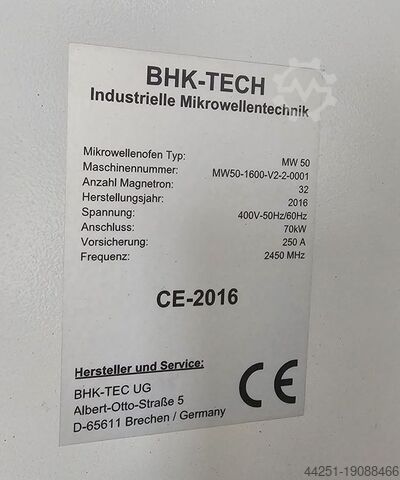 BHK-TECH
Industrielle Mikrowellentechnik
Mikrowellenofen Typ: MW 50
Maschinennummer: MW50-1600-V2-2-0001
Anzahl Magnetron: 32
Herstellungsjahr: 2016
Spannung: 400V-50Hz/60Hz
Anschluss: 70kW
Vorsicherung: 250 A
Frequenz: 2450 MHz
CE-2016
Hersteller und Service:
BHK-TEC UG
Albert-Otto-Straße 5
D-65611 Brechen / Germany
CE
44251-19088466